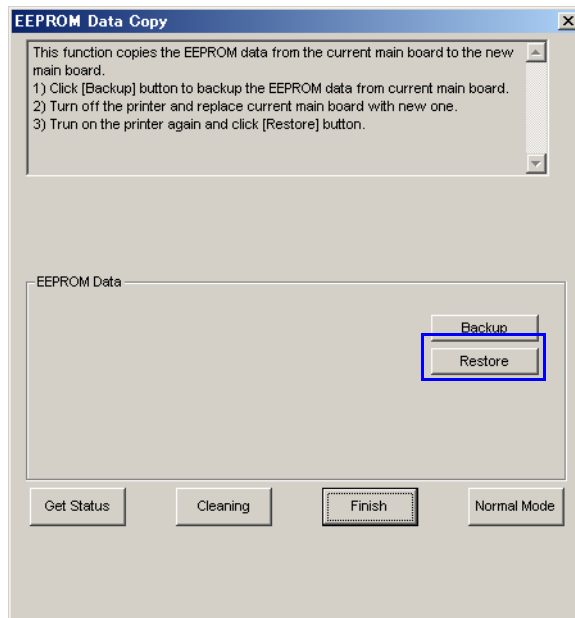 EEPROM Data Copy
This function copies the EEPROM data from the current main board to the new
main board.
1) Click [Backup] button to backup the EEPROM data from current main board.
2) Turn off the printer and replace current main board with new one.
3) Trun on the printer again and click [Restore] button.
EEPROM Data
Backup
Restore
Get Status Cleaning Finish Normal Mode